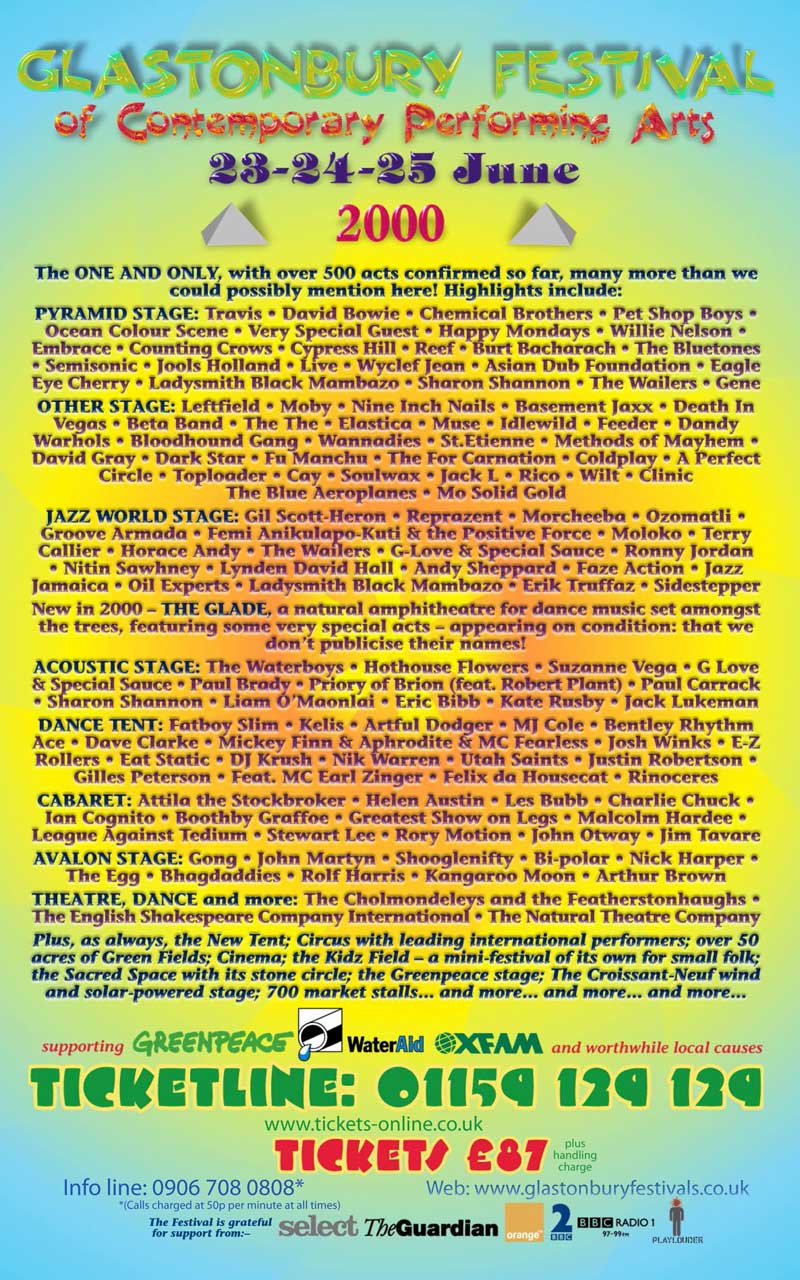 GLASTONBURY FESTIVAL
of Contemporary Performing Arts
23-24-25 June
2000
The ONE AND ONLY, with over 500 acts confirmed so far, many more than we
could possibly mention here! Highlights include:
PYRAMID STAGE: Travis • David Bowie • Chemical Brothers • Pet Shop Boys •
Ocean Colour Scene • Very Special Guest • Happy Mondays • Willie Nelson •
Embrace • Counting Crows • Cypress Hill • Reef • Burt Bacharach • The Bluetones
• Semisonic • Jools Holland • Live • Wyclef Jean • Asian Dub Foundation • Eagle
Eye Cherry • Ladysmith Black Mambazo • Sharon Shannon • The Wailers • Gene
OTHER STAGE: Leftfield • Moby • Nine Inch Nails • Basement Jaxx • Death In
Vegas • Beta Band • The The • Elastica • Muse • Idlewild • Feeder • Dandy
Warhols • Bloodhound Gang • Wannadies • St.Etienne • Methods of Mayhem •
David Gray • Dark Star • Fu Manchu • The For Carnation • Coldplay • A Perfect
Circle • Toploader • Cay • Soulwax • Jack L • Rico • Wilt • Clinic
The Blue Aeroplanes • Mo Solid Gold
JAZZ WORLD STAGE: Gil Scott-Heron • Reprazent • Morcheeba • Ozomatli •
Groove Armada • Femi Anikulapo-Kuti & the Positive Force • Moloko • Terry
Callier • Horace Andy • The Wailers • G-Love & Special Sauce • Ronny Jordan
• Nitin Sawhney • Lynden David Hall • Andy Sheppard • Faze Action • Jazz
Jamaica • Oil Experts • Ladysmith Black Mambazo • Erik Truffaz • Sidestepper
New in 2000 – THE GLADE, a natural amphitheatre for dance music set amongst
the trees, featuring some very special acts – appearing on condition: that we
don't publicise their names!
ACOUSTIC STAGE: The Waterboys • Hothouse Flowers • Suzanne Vega • G Love
& Special Sauce • Paul Brady • Priory of Brion (feat. Robert Plant) • Paul Carrack
• Sharon Shannon • Liam O'Maonlai • Eric Bibb • Kate Rusby • Jack Lukeman
DANCE TENT: Fatboy Slim • Kelis • Artful Dodger • MJ Cole • Bentley Rhythm
Ace • Dave Clarke • Mickey Finn & Aphrodite & MC Fearless • Josh Winks • E-Z
Rollers • Eat Static • DJ Krush • Nik Warren • Utah Saints • Justin Robertson •
Gilles Peterson • Feat. MC Earl Zinger • Felix da Housecat • Rinoceres
CABARET: Attila the Stockbroker • Helen Austin • Les Bubb • Charlie Chuck •
Ian Cognito • Boothby Graffoe • Greatest Show on Legs • Malcolm Hardee •
League Against Tedium • Stewart Lee • Rory Motion • John Otway • Jim Tavare
AVALON STAGE: Gong • John Martyn • Shooglenifty • Bi-polar • Nick Harper •
The Egg • Bhagdaddies • Rolf Harris • Kangaroo Moon • Arthur Brown
THEATRE, DANCE and more: The Cholmondeleys and the Featherstonhaughs •
The English Shakespeare Company International • The Natural Theatre Company
Plus, as always, the New Tent; Circus with leading international performers; over 50
acres of Green Fields; Cinema; the Kidz Field – a mini-festival of its own for small folk;
the Sacred Space with its stone circle; the Greenpeace stage; The Croissant-Neuf wind
and solar-powered stage; 700 market stalls... and more... and more... and more...
supporting GREENPEACE WaterAid OXFAM and worthwhile local causes
TICKETLINE: 01159 129 129
www.tickets-online.co.uk
TICKETS £87 plus
handling
charge
Info line: 0906 708 0808* Web: www.glastonburyfestivals.co.uk
*(Calls charged at 50p per minute at all times)
The Festival is grateful
for support from:–
select The Guardian orange™ 2 BBC BBC RADIO 1 97-99 FM PLAYLOUDER